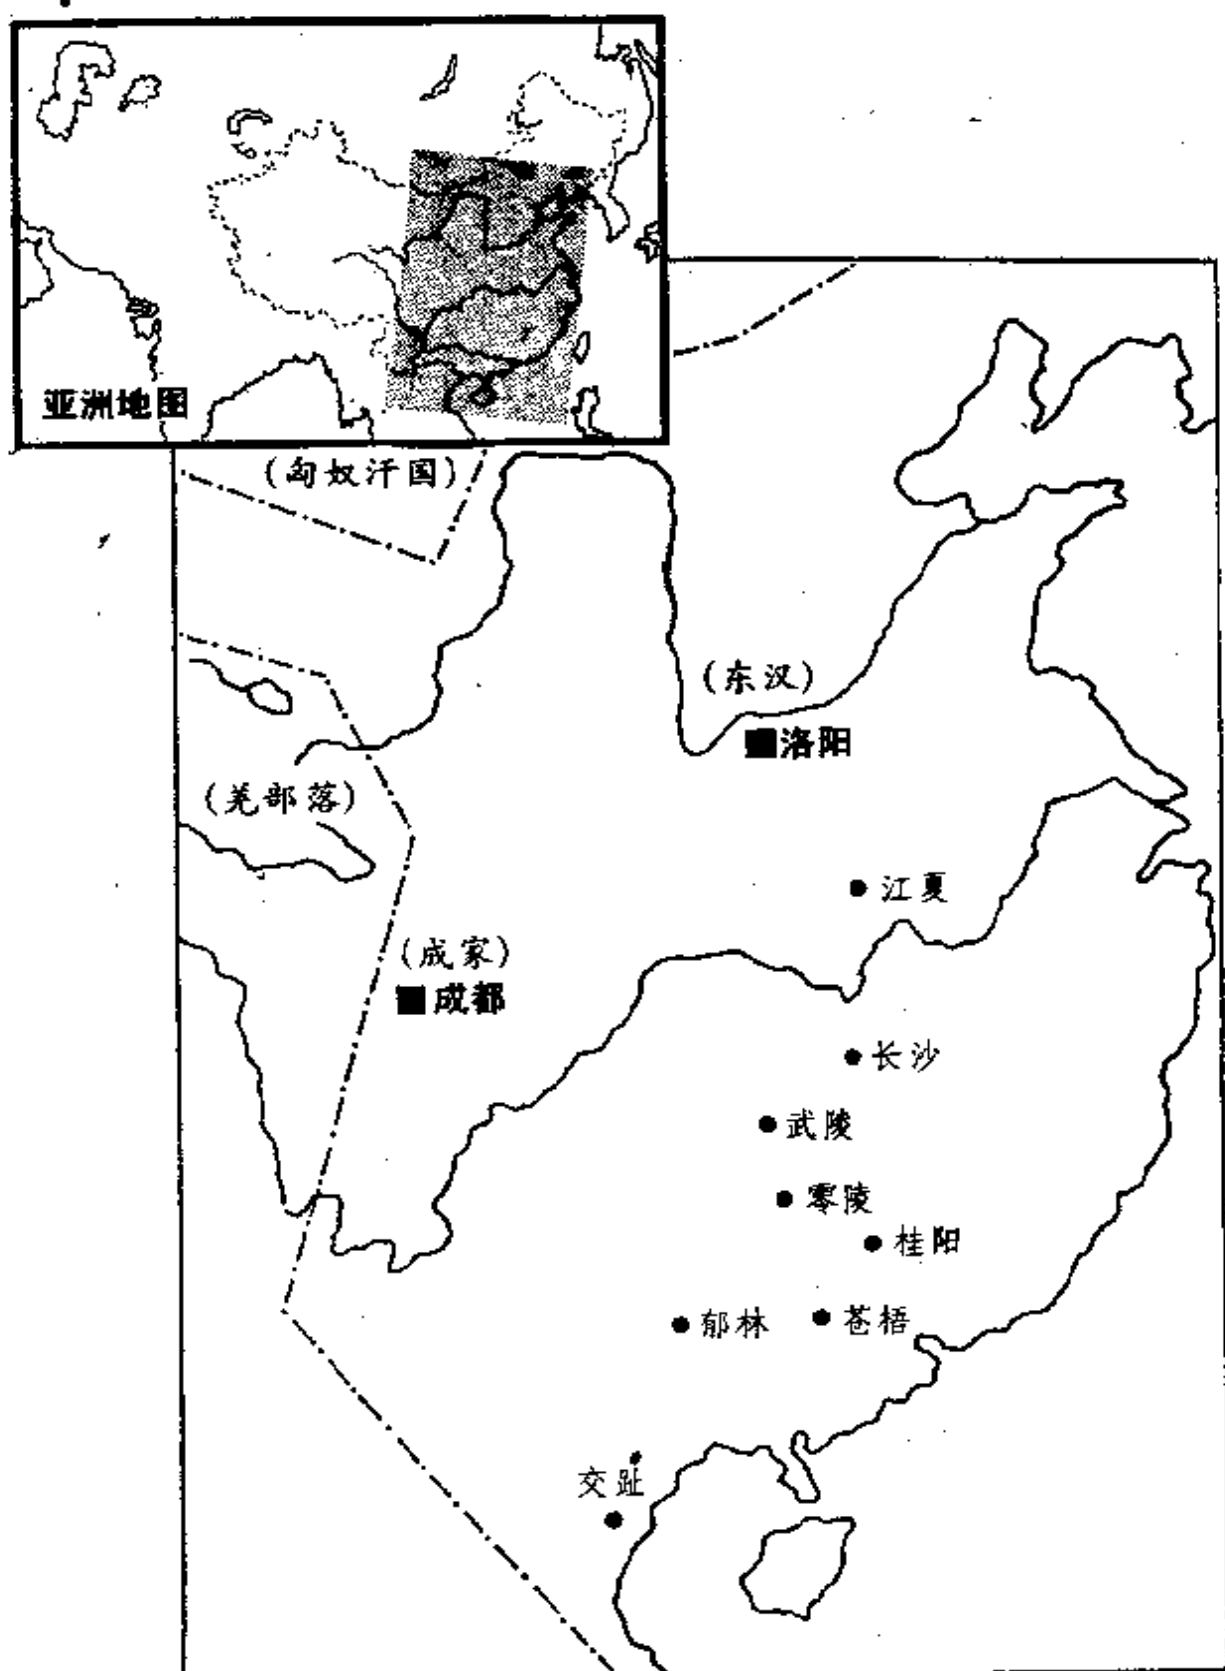 亚洲地图
(匈奴汗国)
(东汉)
洛阳
(羌部落)
江夏
(成家)
成都
长沙
武陵
零陵
桂阳
郁林
苍梧
交趾